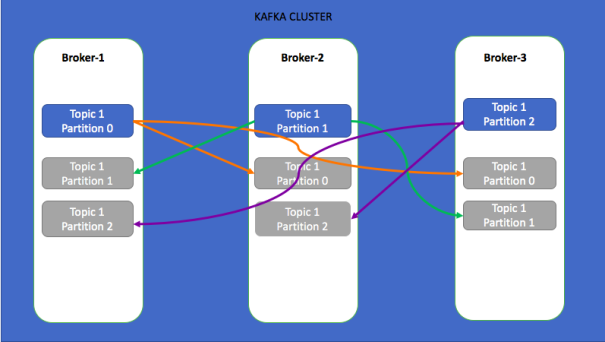 KAFKA CLUSTER
Broker-1
Topic 1
Partition 0
Topic 1
Partition 1
Topic 1
Partition 2
Broker-2
Topic 1
Partition 1
Topic 1
Partition 0
Topic 1
Partition 2
Broker-3
Topic 1
Partition 2
Topic 1
Partition 0
Topic 1
Partition 1